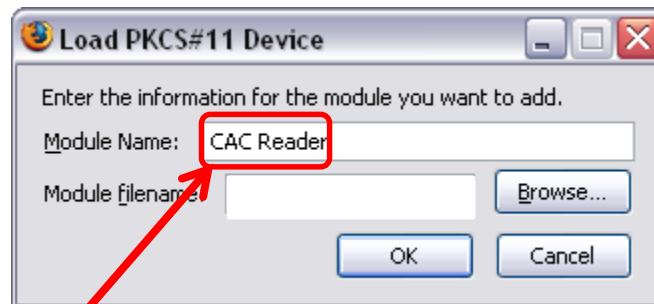 Load PKCS#11 Device
Enter the information for the module you want to add.
Module Name: CAC Reader
Module filename: Browse...
OK Cancel